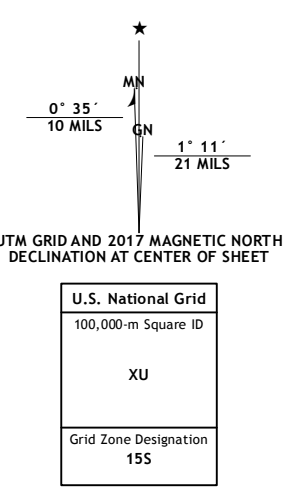 ★
MN
0° 35´
10 MILS
GN
1° 11´
21 MILS
UTM GRID AND 2017 MAGNETIC NORTH
DECLINATION AT CENTER OF SHEET
U.S. National Grid
100,000-m Square ID
XU
Grid Zone Designation
15S